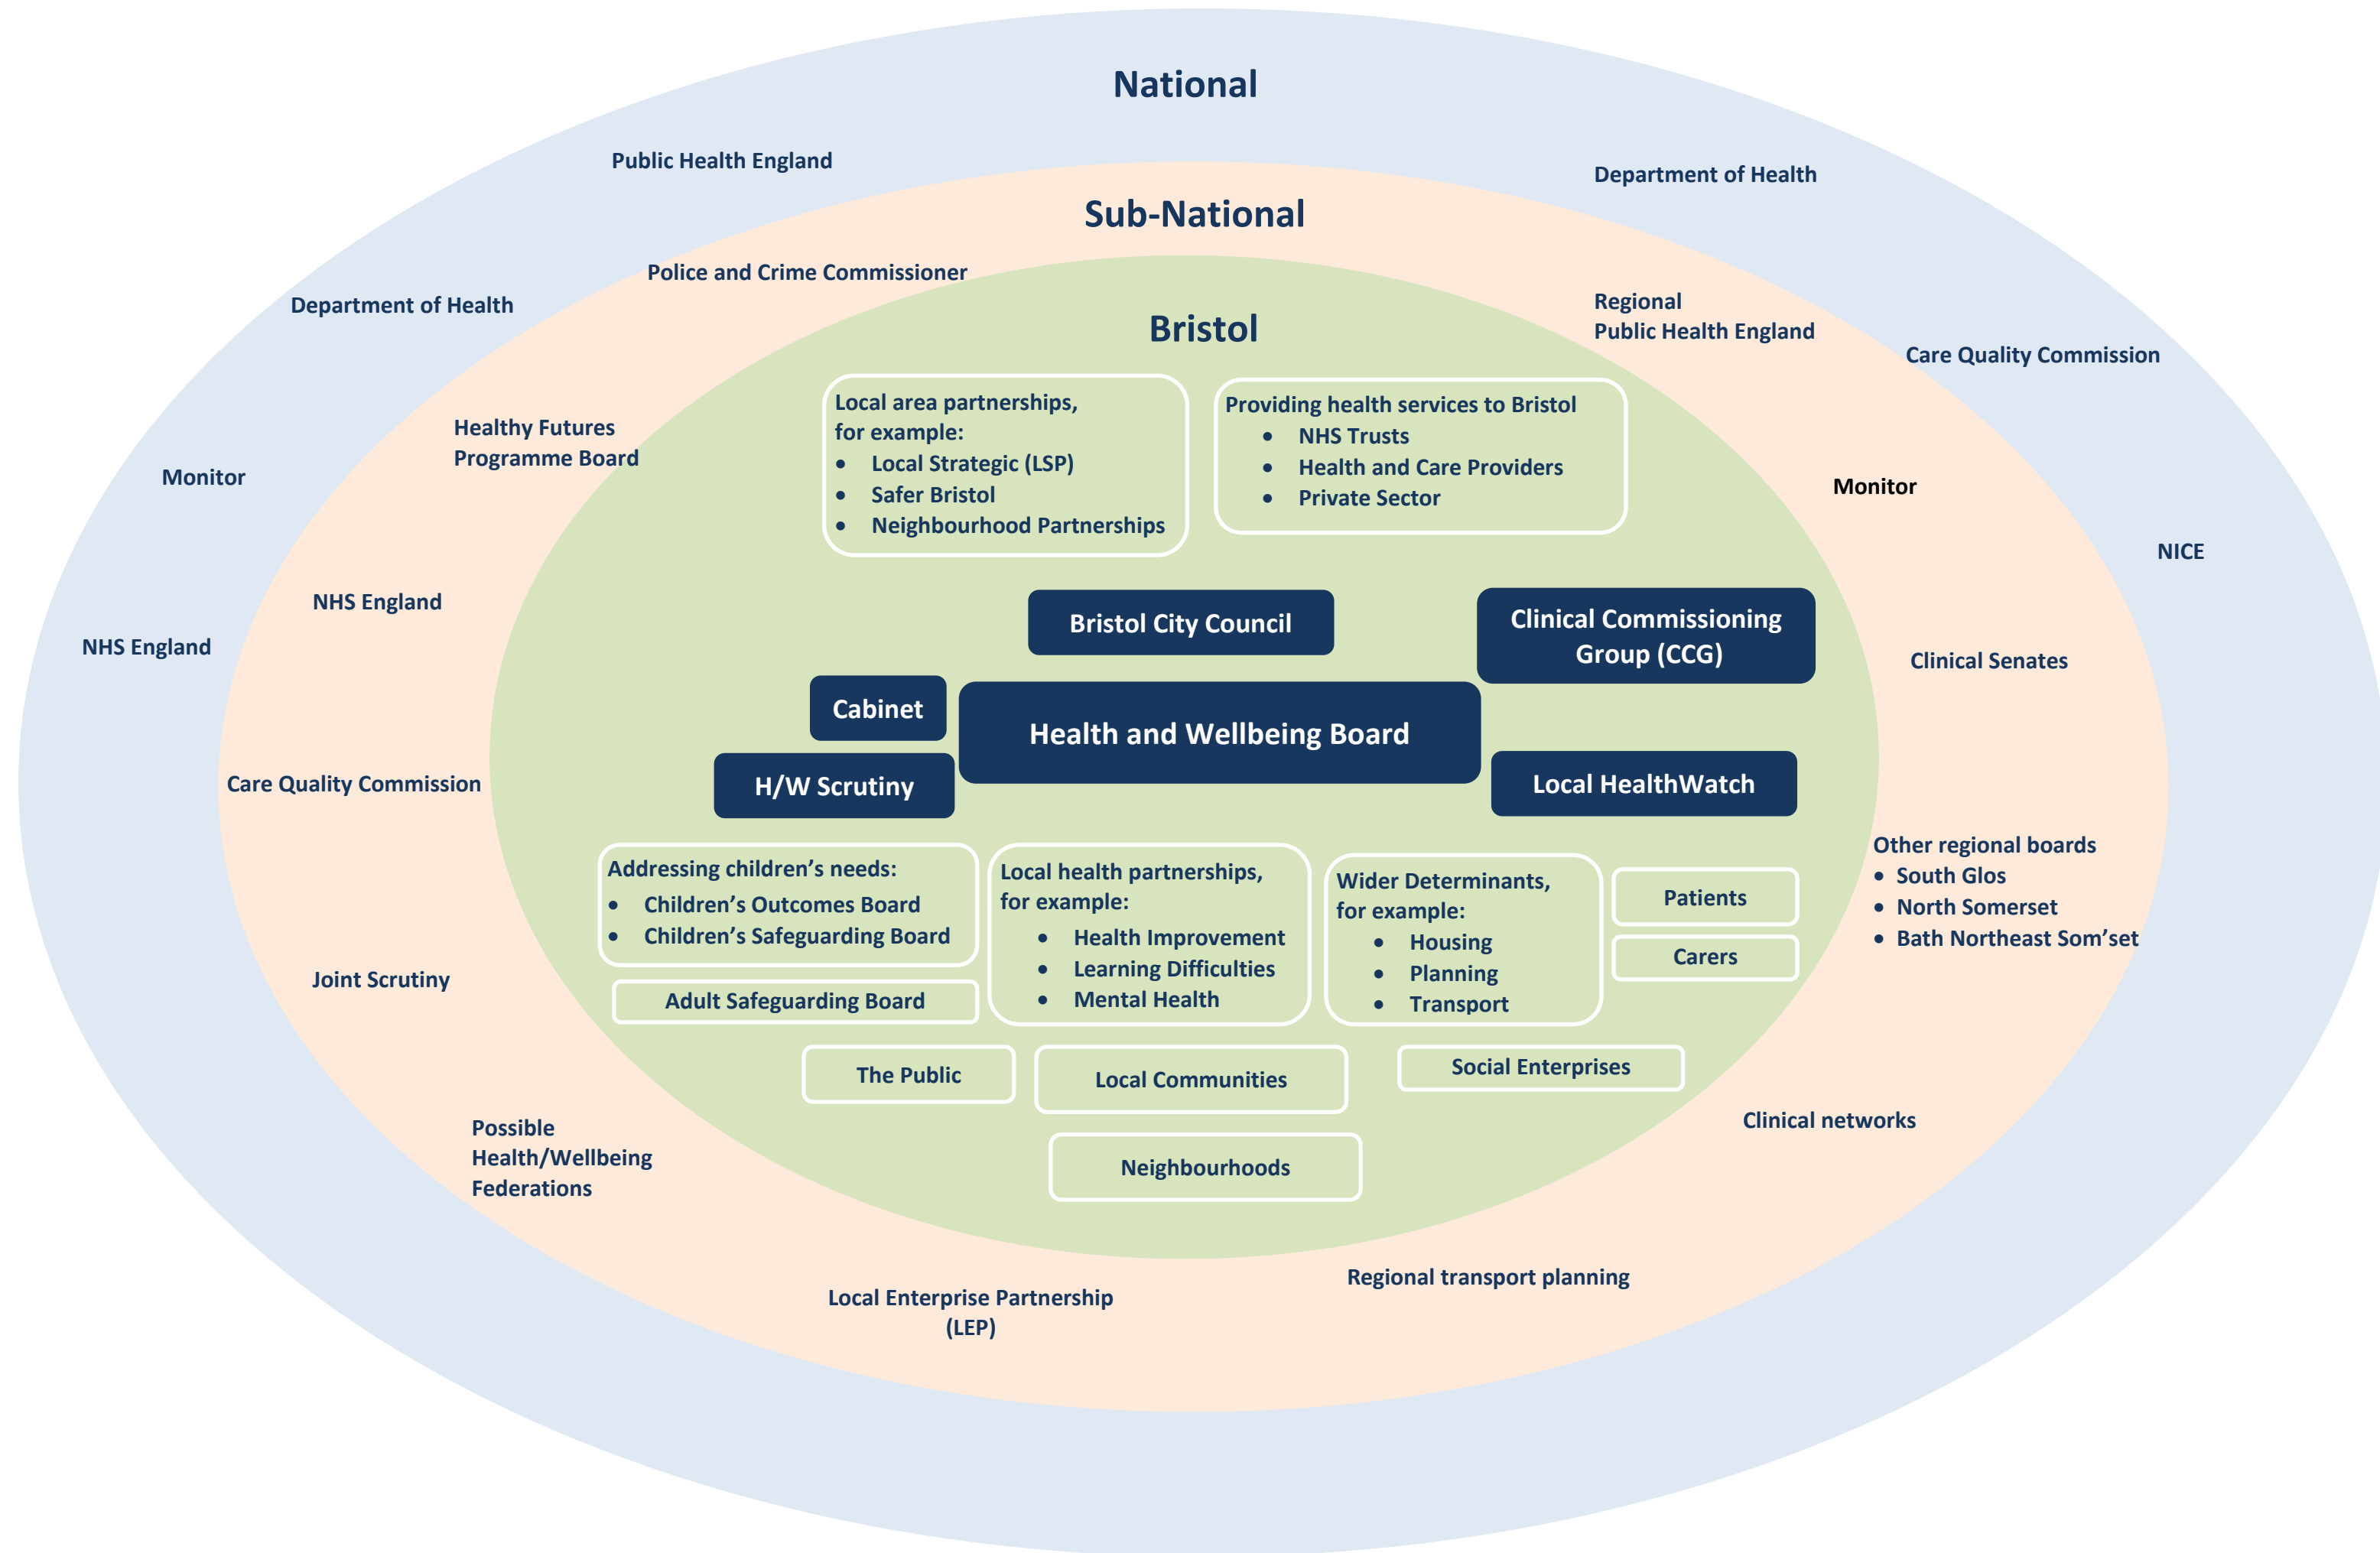 National
Public Health England
Department of Health
Sub-National
Police and Crime Commissioner
Department of Health
Regional
Public Health England
Care Quality Commission
Bristol
Healthy Futures
Programme Board
Monitor
Monitor
NICE
Local area partnerships,
for example:
• Local Strategic (LSP)
• Safer Bristol
• Neighbourhood Partnerships
Providing health services to Bristol
• NHS Trusts
• Health and Care Providers
• Private Sector
NHS England
NHS England
Bristol City Council
Clinical Commissioning
Group (CCG)
Clinical Senates
Cabinet
Health and Wellbeing Board
H/W Scrutiny
Local HealthWatch
Care Quality Commission
Addressing children’s needs:
• Children’s Outcomes Board
• Children’s Safeguarding Board
Adult Safeguarding Board
Local health partnerships,
for example:
• Health Improvement
• Learning Difficulties
• Mental Health
Wider Determinants,
for example:
• Housing
• Planning
• Transport
Patients
Carers
Other regional boards
• South Glos
• North Somerset
• Bath Northeast Som’set
Joint Scrutiny
The Public
Local Communities
Social Enterprises
Neighbourhoods
Clinical networks
Possible
Health/Wellbeing
Federations
Regional transport planning
Local Enterprise Partnership
(LEP)